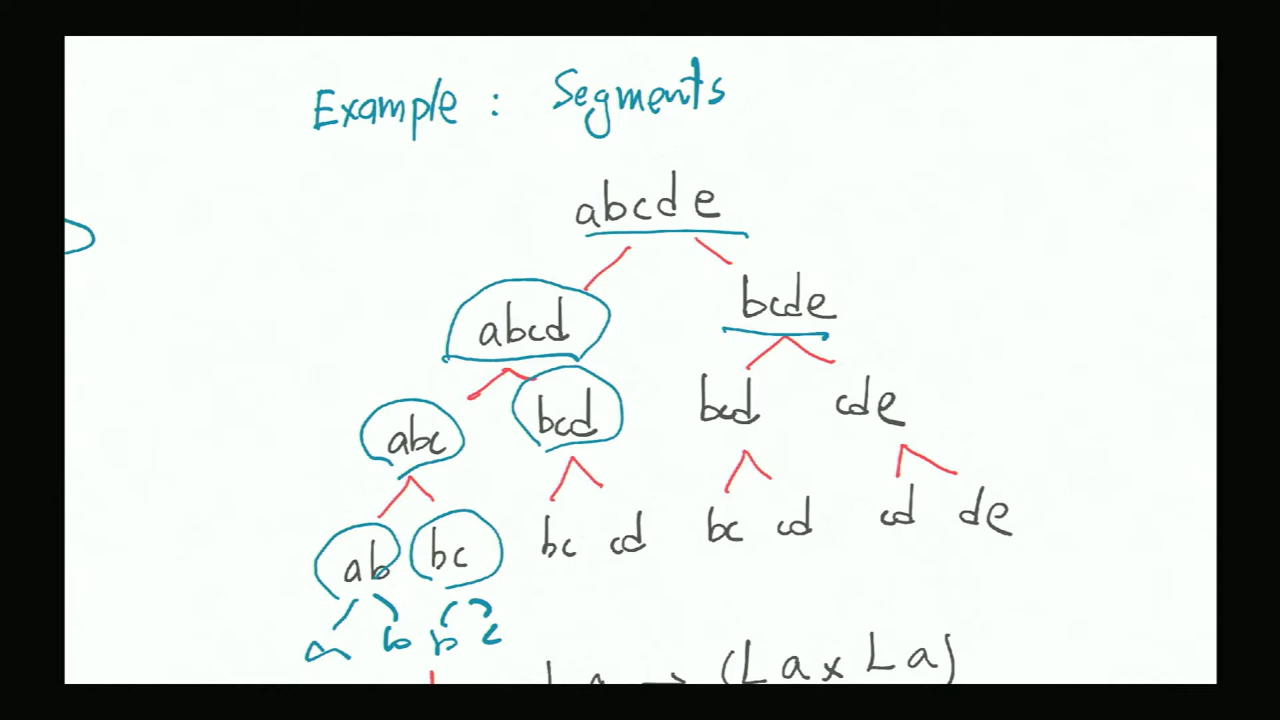 Example : Segments
abcde
abcd bcde
abc bcd bcd cde
ab bc bc cd bc cd cd de
a b b c
(La x La)